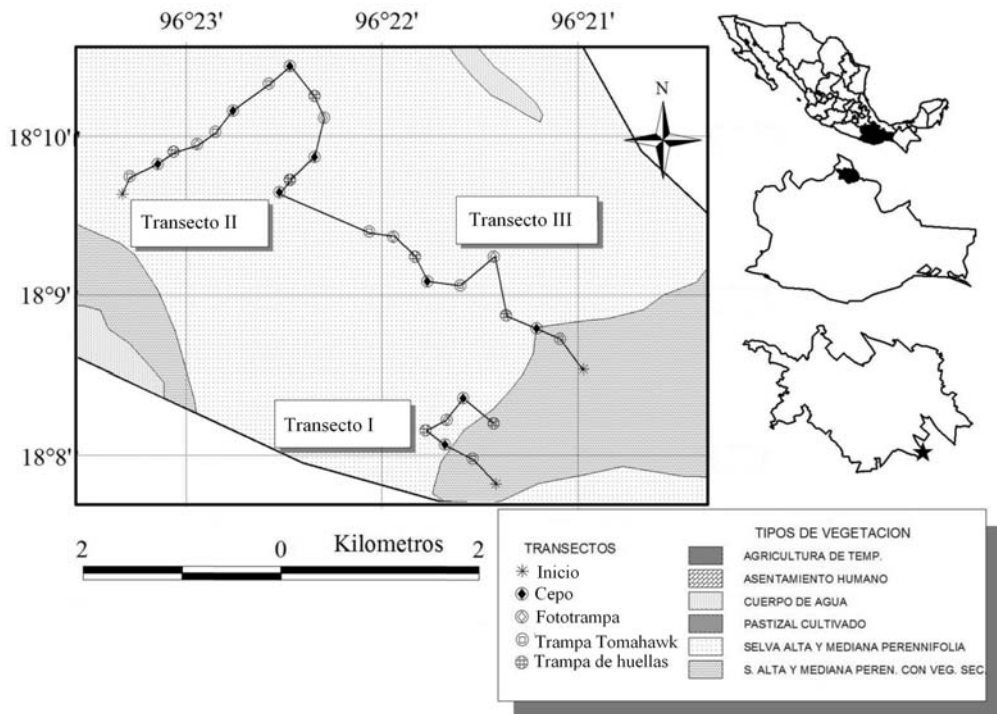 96°23'
96°22'
96°21'
N
18°10'
18°9'
18°8'
Transecto II
Transecto III
Transecto I
2
0
Kilometros
2
TRANSECTOS
Inicio
Cepo
Fototrampa
Trampa Tomahawk
Trampa de huellas
TIPOS DE VEGETACION
AGRICULTURA DE TEMP.
ASENTAMIENTO HUMANO
CUERPO DE AGUA
PASTIZAL CULTIVADO
SELVA ALTA Y MEDIANA PERENNIFOLIA
S. ALTA Y MEDIANA PEREN. CON VEG. SEC.